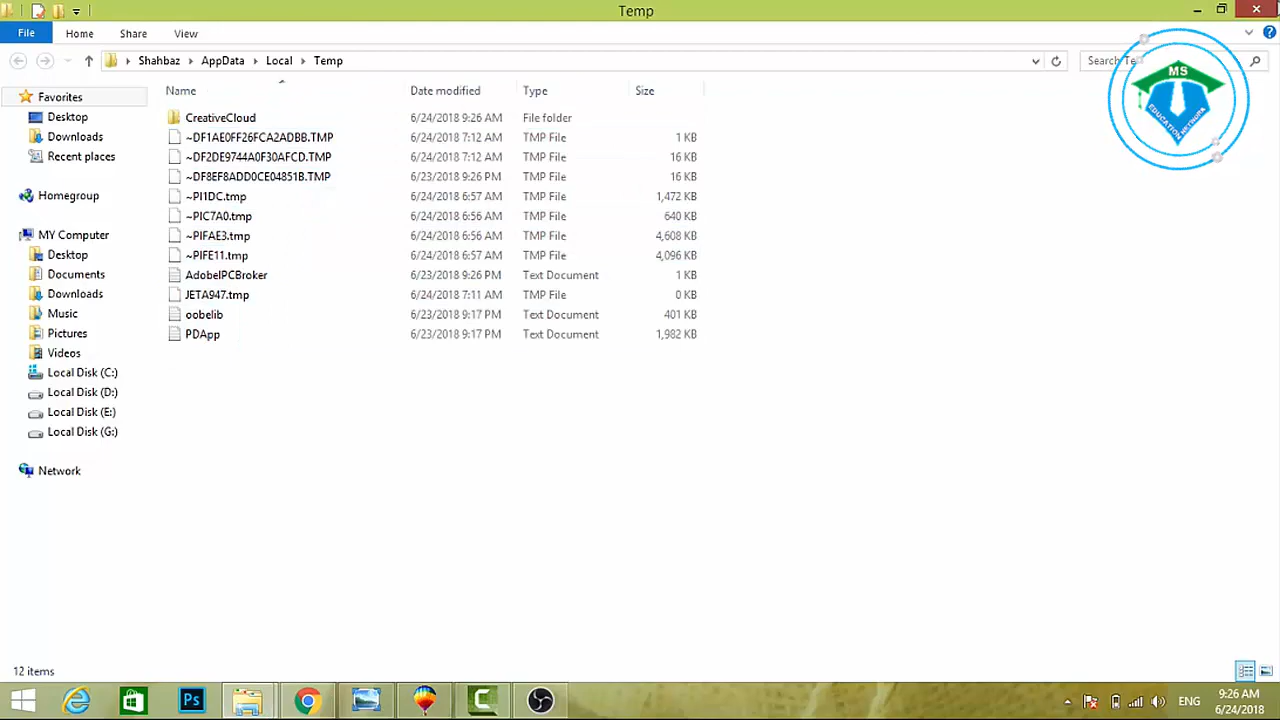 Temp
File Home Share View
Shahbaz AppData Local Temp
Search Te
MS
EDUCATION NETWORK
Name Date modified Type Size
CreativeCloud 6/24/2018 9:26 AM File folder
~DF1AE0FF26FCA2ADBB.TMP 6/24/2018 7:12 AM TMP File 1 KB
~DF2DE9744A0F30AFCD.TMP 6/24/2018 7:12 AM TMP File 16 KB
~DF8EF8ADD0CE04851B.TMP 6/23/2018 9:26 PM TMP File 16 KB
~PI1DC.tmp 6/24/2018 6:57 AM TMP File 1,472 KB
~PIC7A0.tmp 6/24/2018 6:56 AM TMP File 640 KB
~PIFAE3.tmp 6/24/2018 6:56 AM TMP File 4,608 KB
~PIFE11.tmp 6/24/2018 6:57 AM TMP File 4,096 KB
AdobeIPCBroker 6/23/2018 9:26 PM Text Document 1 KB
JETA947.tmp 6/24/2018 7:11 AM TMP File 0 KB
oobelib 6/23/2018 9:17 PM Text Document 401 KB
PDApp 6/23/2018 9:17 PM Text Document 1,982 KB
Favorites
Desktop
Downloads
Recent places
Homegroup
MY Computer
Desktop
Documents
Downloads
Music
Pictures
Videos
Local Disk (C:)
Local Disk (D:)
Local Disk (E:)
Local Disk (G:)
Network
12 items
Ps
ENG
9:26 AM
6/24/2018